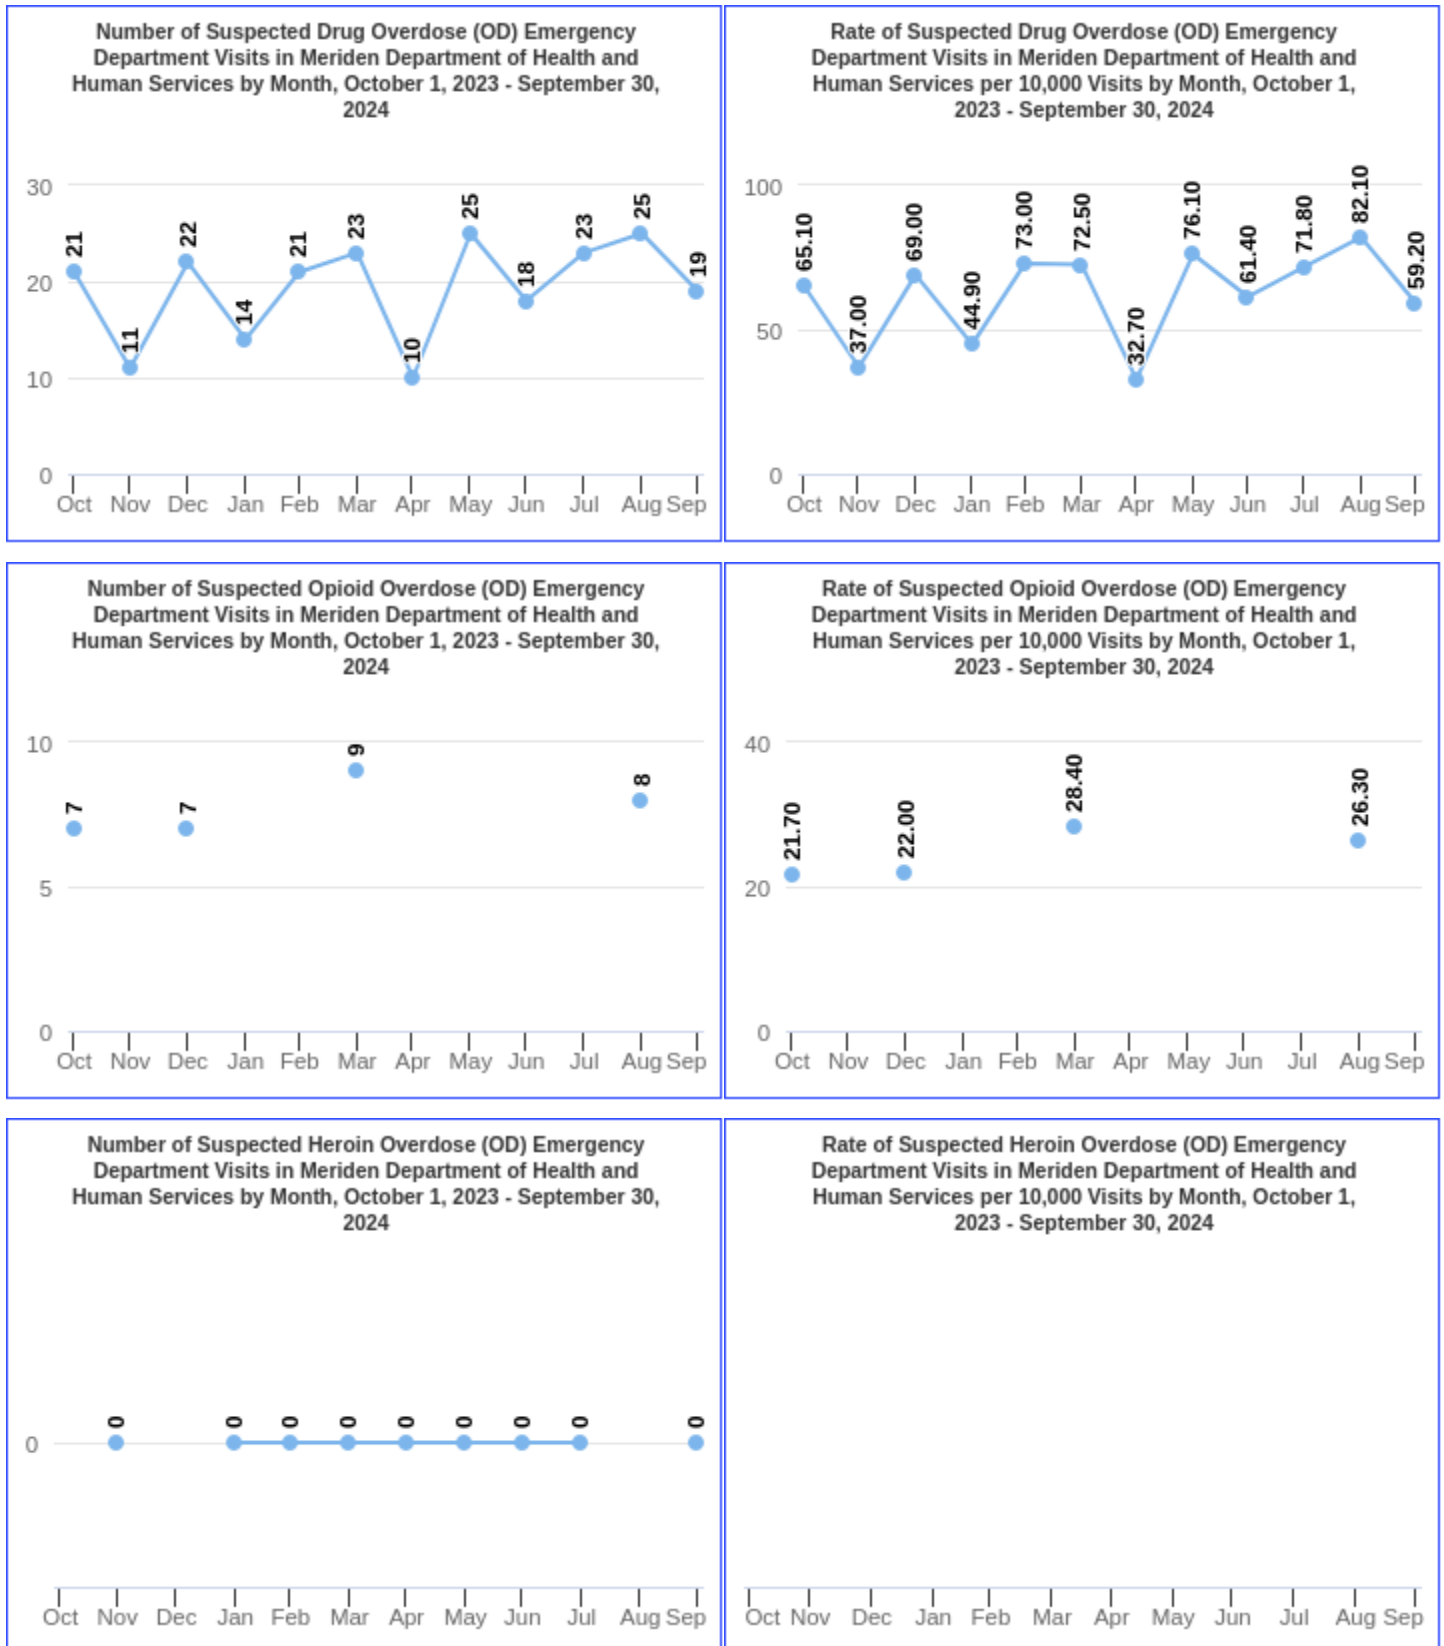 Number of Suspected Drug Overdose (OD) Emergency
Department Visits in Meriden Department of Health and
Human Services by Month, October 1, 2023 - September 30,
2024
30
20
10
0
21
11
22
14
21
23
10
25
18
23
25
19
Oct Nov Dec Jan Feb Mar Apr May Jun Jul Aug Sep
Rate of Suspected Drug Overdose (OD) Emergency
Department Visits in Meriden Department of Health and
Human Services per 10,000 Visits by Month, October 1,
2023 - September 30, 2024
100
50
0
65.10
37.00
69.00
44.90
73.00
72.50
32.70
76.10
61.40
71.80
82.10
59.20
Oct Nov Dec Jan Feb Mar Apr May Jun Jul Aug Sep
Number of Suspected Opioid Overdose (OD) Emergency
Department Visits in Meriden Department of Health and
Human Services by Month, October 1, 2023 - September 30,
2024
10
5
0
7
7
9
8
Oct Nov Dec Jan Feb Mar Apr May Jun Jul Aug Sep
Rate of Suspected Opioid Overdose (OD) Emergency
Department Visits in Meriden Department of Health and
Human Services per 10,000 Visits by Month, October 1,
2023 - September 30, 2024
40
20
0
21.70
22.00
28.40
26.30
Oct Nov Dec Jan Feb Mar Apr May Jun Jul Aug Sep
Number of Suspected Heroin Overdose (OD) Emergency
Department Visits in Meriden Department of Health and
Human Services by Month, October 1, 2023 - September 30,
2024
0
0
0
0
0
0
0
0
0
0
Oct Nov Dec Jan Feb Mar Apr May Jun Jul Aug Sep
Rate of Suspected Heroin Overdose (OD) Emergency
Department Visits in Meriden Department of Health and
Human Services per 10,000 Visits by Month, October 1,
2023 - September 30, 2024
Oct Nov Dec Jan Feb Mar Apr May Jun Jul Aug Sep